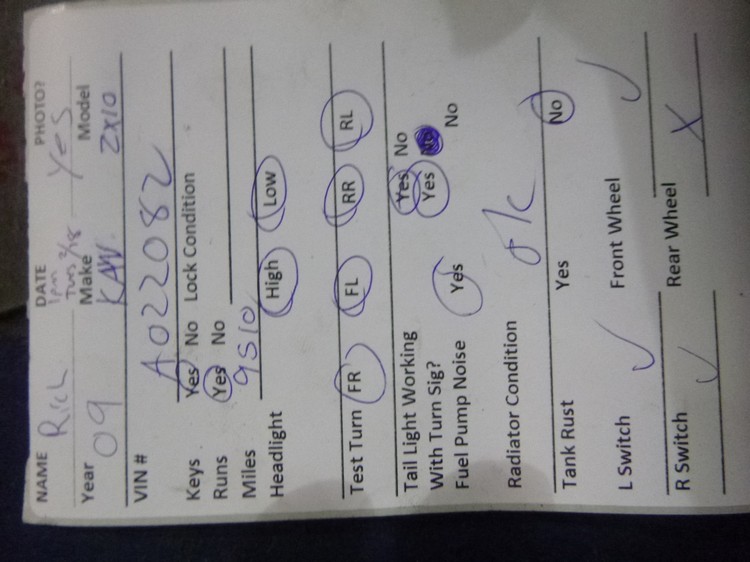 NAME Rich DATE 1pm Tues 2/18 PHOTO? Yes
Year 09 Make KAW Model ZX10
VIN # A022082
Keys Yes No Lock Condition
Runs Yes No
Miles 9510
Headlight High Low
Test Turn FR FL RR RL
Tail Light Working Yes No
With Turn Sig? Yes No
Fuel Pump Noise Yes No
Radiator Condition o/c
Tank Rust Yes No
L Switch ✓ Front Wheel ✓
R Switch ✓ Rear Wheel X